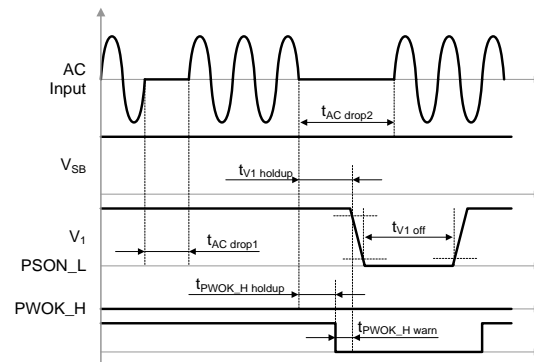 AC
Input
t_AC drop2
V_SB
t_V1 holdup
V_1
t_V1 off
t_AC drop1
PSON_L
t_PWOK_H holdup
PWOK_H
t_PWOK_H warn